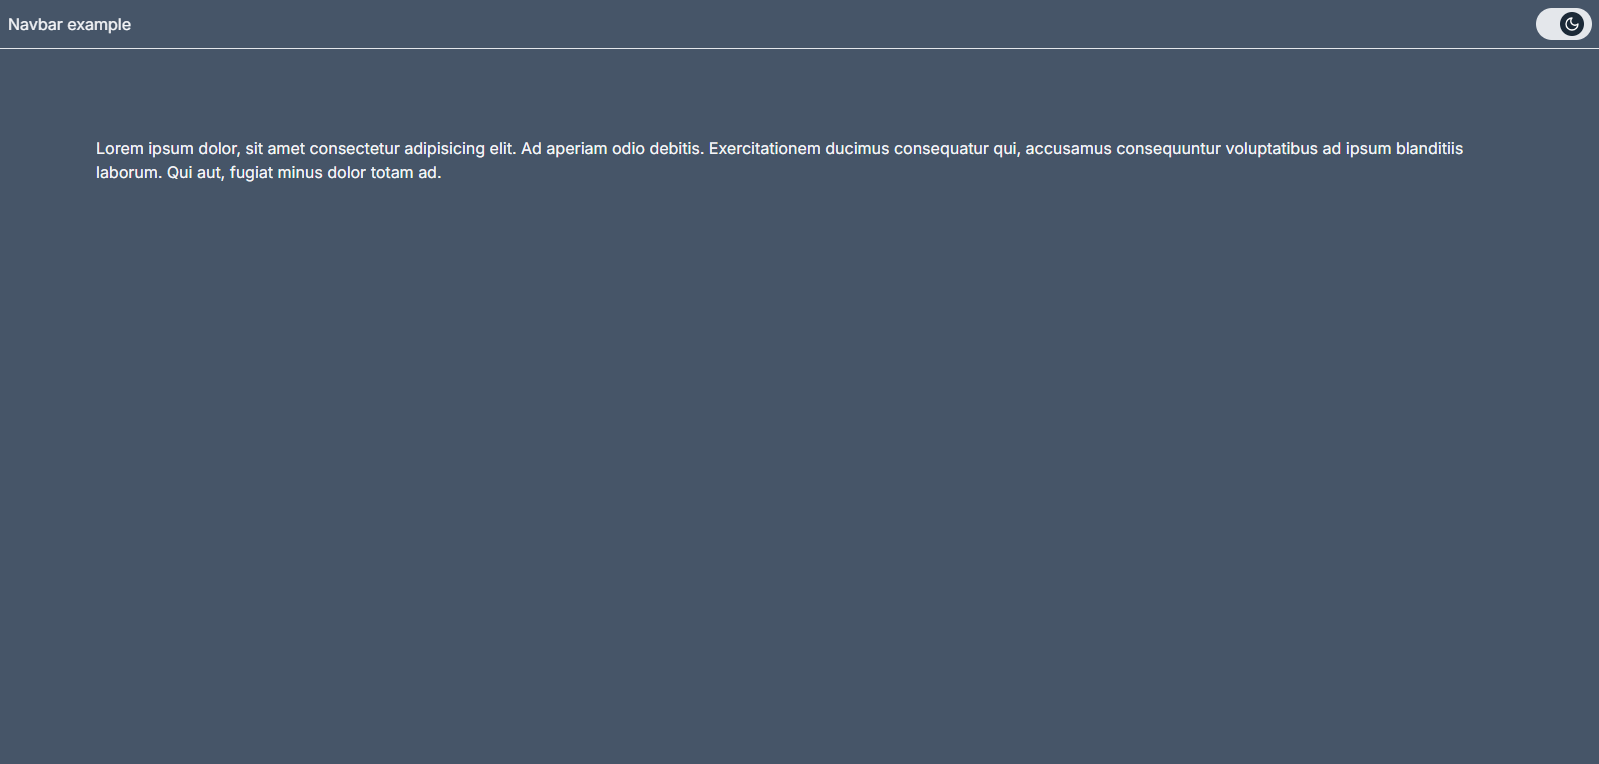 Navbar example
Lorem ipsum dolor, sit amet consectetur adipisicing elit. Ad aperiam odio debitis. Exercitationem ducimus consequatur qui, accusamus consequuntur voluptatibus ad ipsum blanditiis
laborum. Qui aut, fugiat minus dolor totam ad.